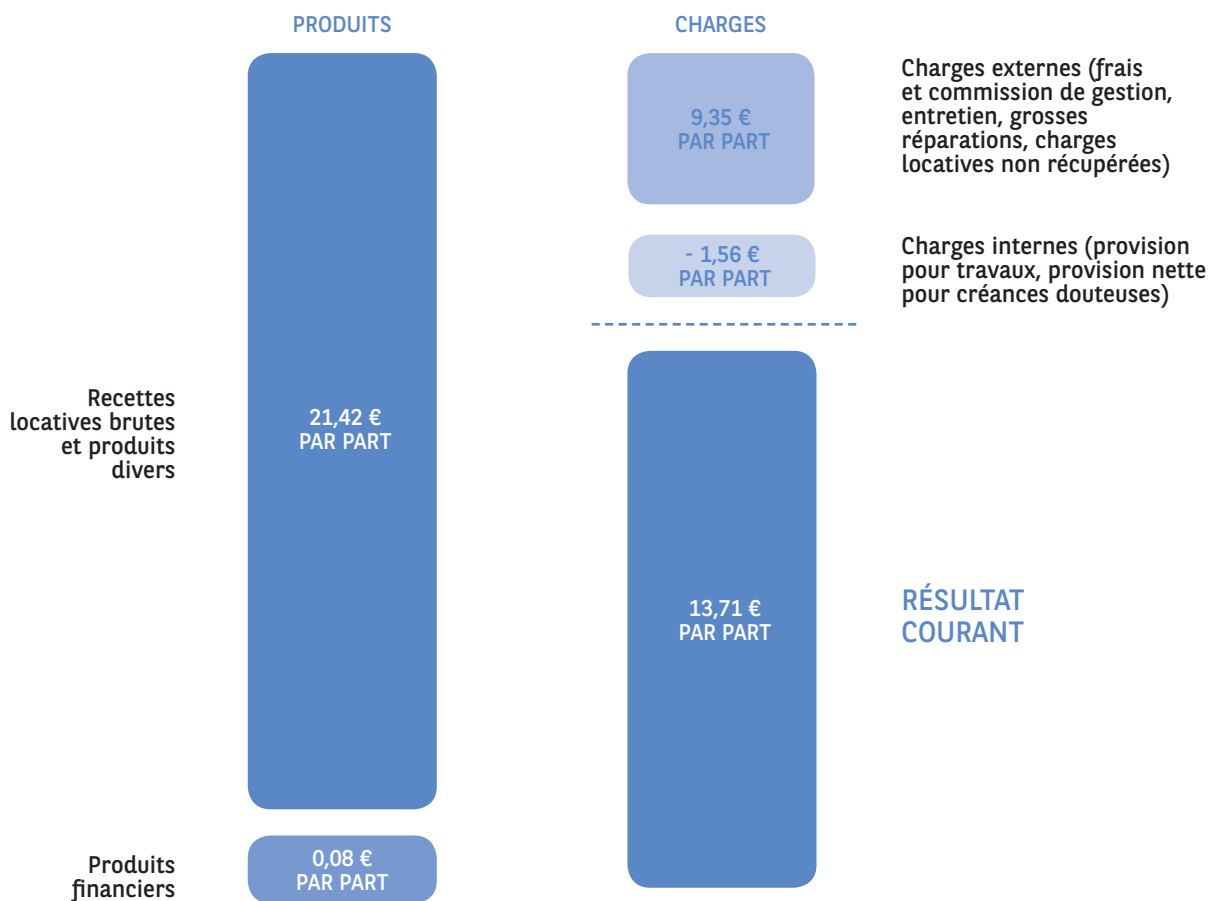 PRODUITS
CHARGES
9,35 €
PAR PART
Charges externes (frais
et commission de gestion,
entretien, grosses
réparations, charges
locatives non récupérées)
- 1,56 €
PAR PART
Charges internes (provision
pour travaux, provision nette
pour créances douteuses)
Recettes
locatives brutes
et produits
divers
21,42 €
PAR PART
13,71 €
PAR PART
RÉSULTAT
COURANT
Produits
financiers
0,08 €
PAR PART